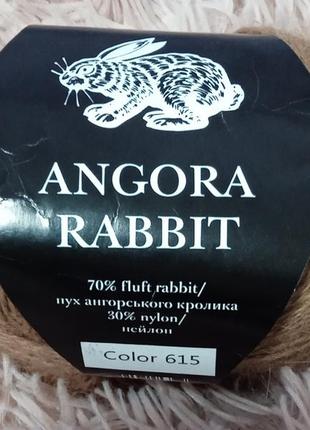 ANGORA
RABBIT
70% fluft rabbit/
пух ангорського кролика
30% nylon/
нейлон
Color 615